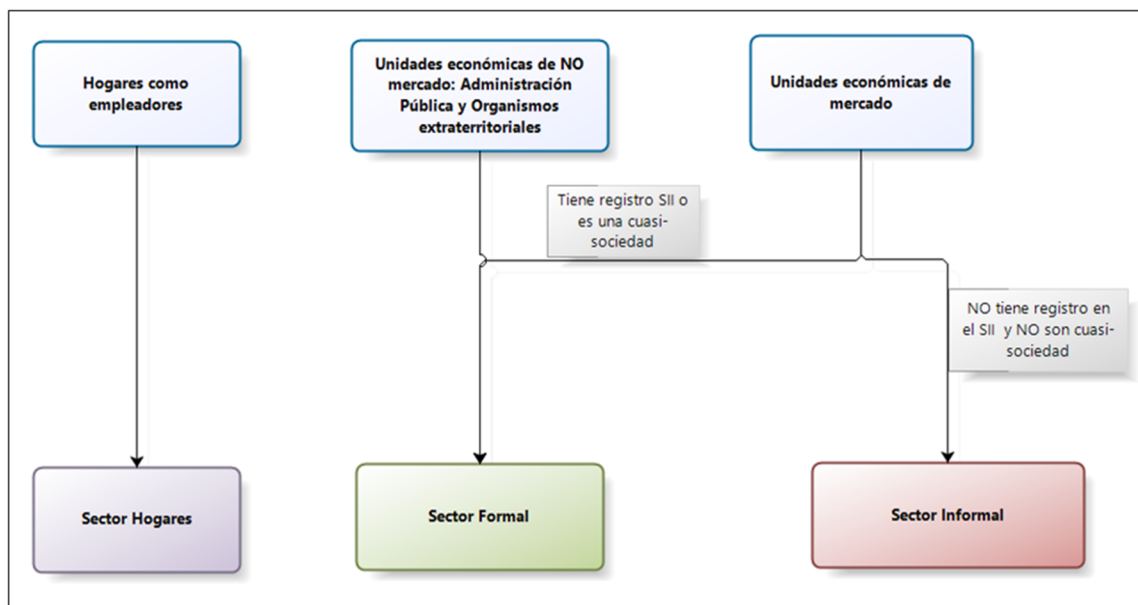 Hogares como
empleadores
Unidades económicas de NO
mercado: Administración
Pública y Organismos
extraterritoriales
Unidades económicas de
mercado
Tiene registro SII o
es una cuasi-
sociedad
NO tiene registro en
el SII y NO son cuasi-
sociedad
Sector Hogares
Sector Formal
Sector Informal